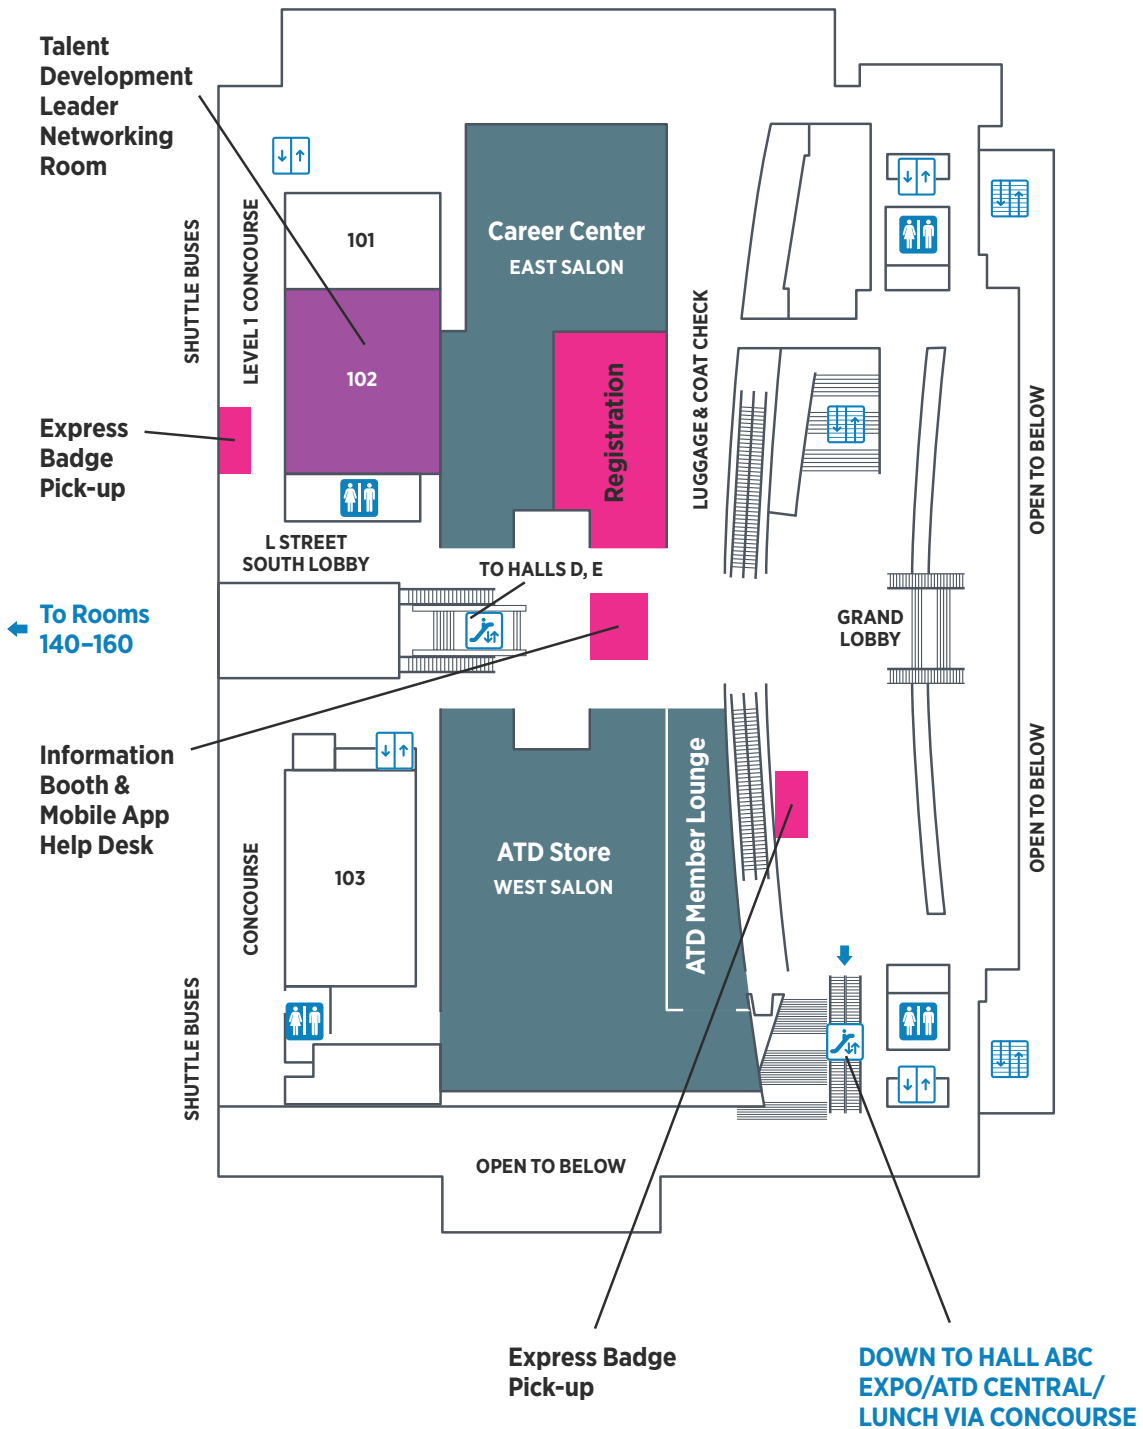 Talent
Development
Leader
Networking
Room
SHUTTLE BUSES
LEVEL 1 CONCOURSE
101
102
Career Center
EAST SALON
Registration
LUGGAGE & COAT CHECK
OPEN TO BELOW
Express
Badge
Pick-up
L STREET
SOUTH LOBBY
TO HALLS D, E
To Rooms
140–160
GRAND
LOBBY
Information
Booth &
Mobile App
Help Desk
CONCOURSE
103
ATD Store
WEST SALON
ATD Member Lounge
OPEN TO BELOW
SHUTTLE BUSES
OPEN TO BELOW
Express Badge
Pick-up
DOWN TO HALL ABC
EXPO/ATD CENTRAL/
LUNCH VIA CONCOURSE